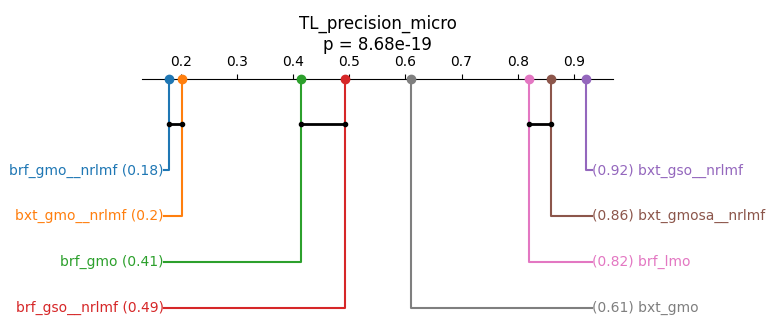 TL_precision_micro
p = 8.68e-19
0.2 0.3 0.4 0.5 0.6 0.7 0.8 0.9
brf_gmo__nrlmf (0.18) (0.92) bxt_gso__nrlmf
bxt_gmo__nrlmf (0.2) (0.86) bxt_gmosa__nrlmf
brf_gmo (0.41) (0.82) brf_lmo
brf_gso__nrlmf (0.49) (0.61) bxt_gmo